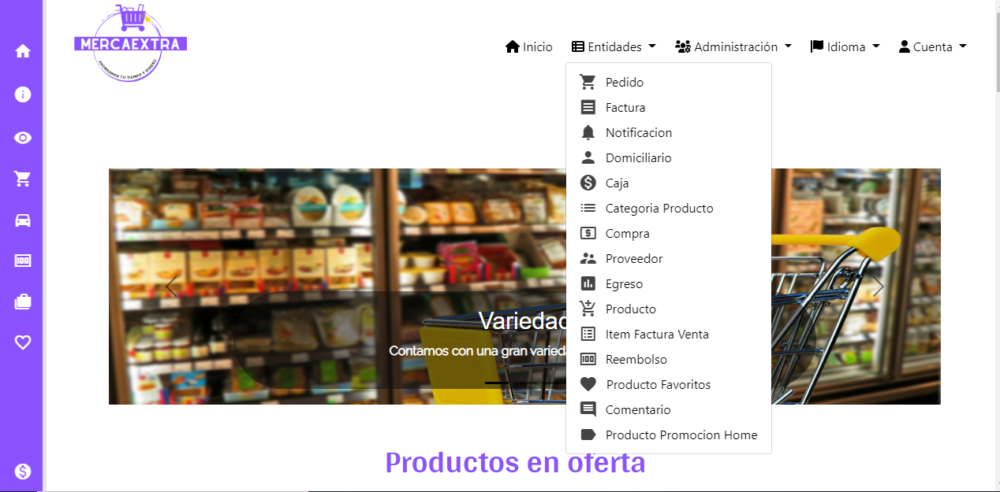 MERCAEXTRA
AHORRAMOS TU TIEMPO Y DINERO
Inicio
Entidades
Administración
Idioma
Cuenta
Pedido
Factura
Notificacion
Domiciliario
Caja
Categoria Producto
Compra
Proveedor
Egreso
Producto
Item Factura Venta
Reembolso
Producto Favoritos
Comentario
Producto Promocion Home
Variedad
Contamos con una gran varied
Productos en oferta